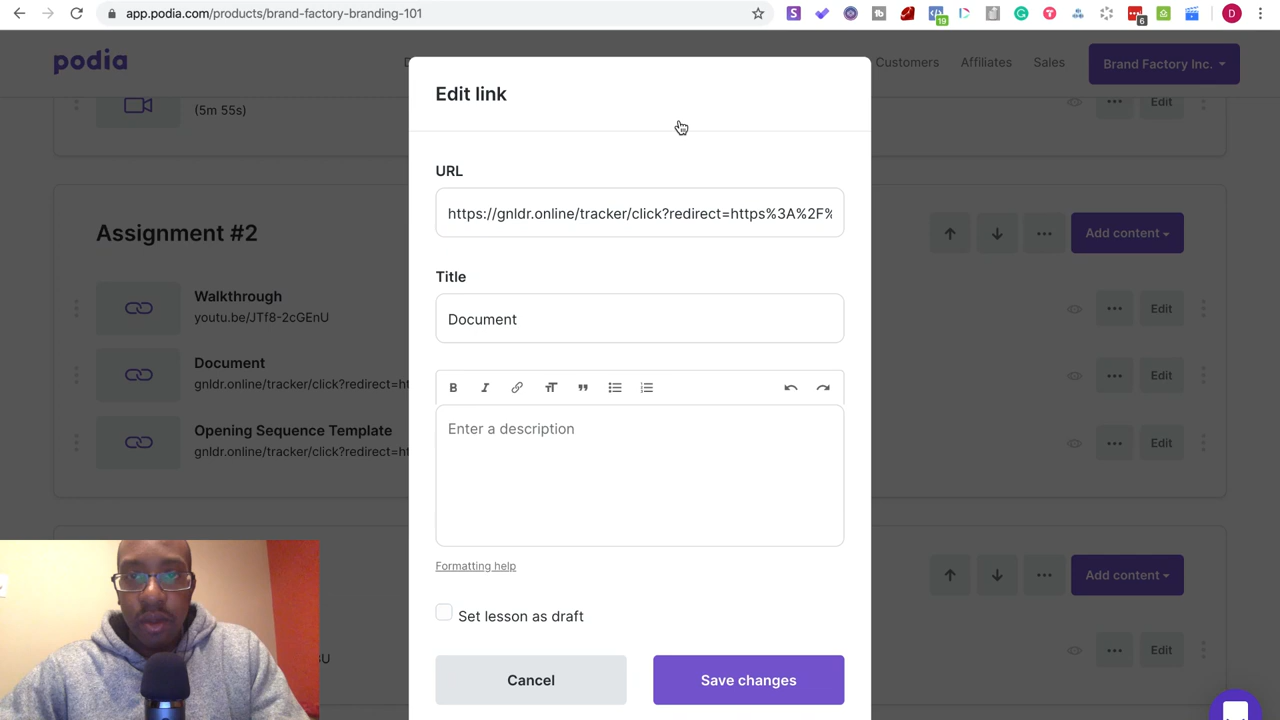 app.podia.com/products/brand-factory-branding-101
19
6
D
podia
Customers
Affiliates
Sales
Brand Factory Inc.
(5m 55s)
Edit
Edit link
URL
https://gnldr.online/tracker/click?redirect=https%3A%2F%
Title
Document
Enter a description
Formatting help
Set lesson as draft
Cancel
Save changes
Assignment #2
Add content
Walkthrough
youtu.be/JTf8-2cGEnU
Edit
Document
gnldr.online/tracker/click?redirect=ht
Edit
Opening Sequence Template
gnldr.online/tracker/click?redirect=ht
Edit
Add content
Edit